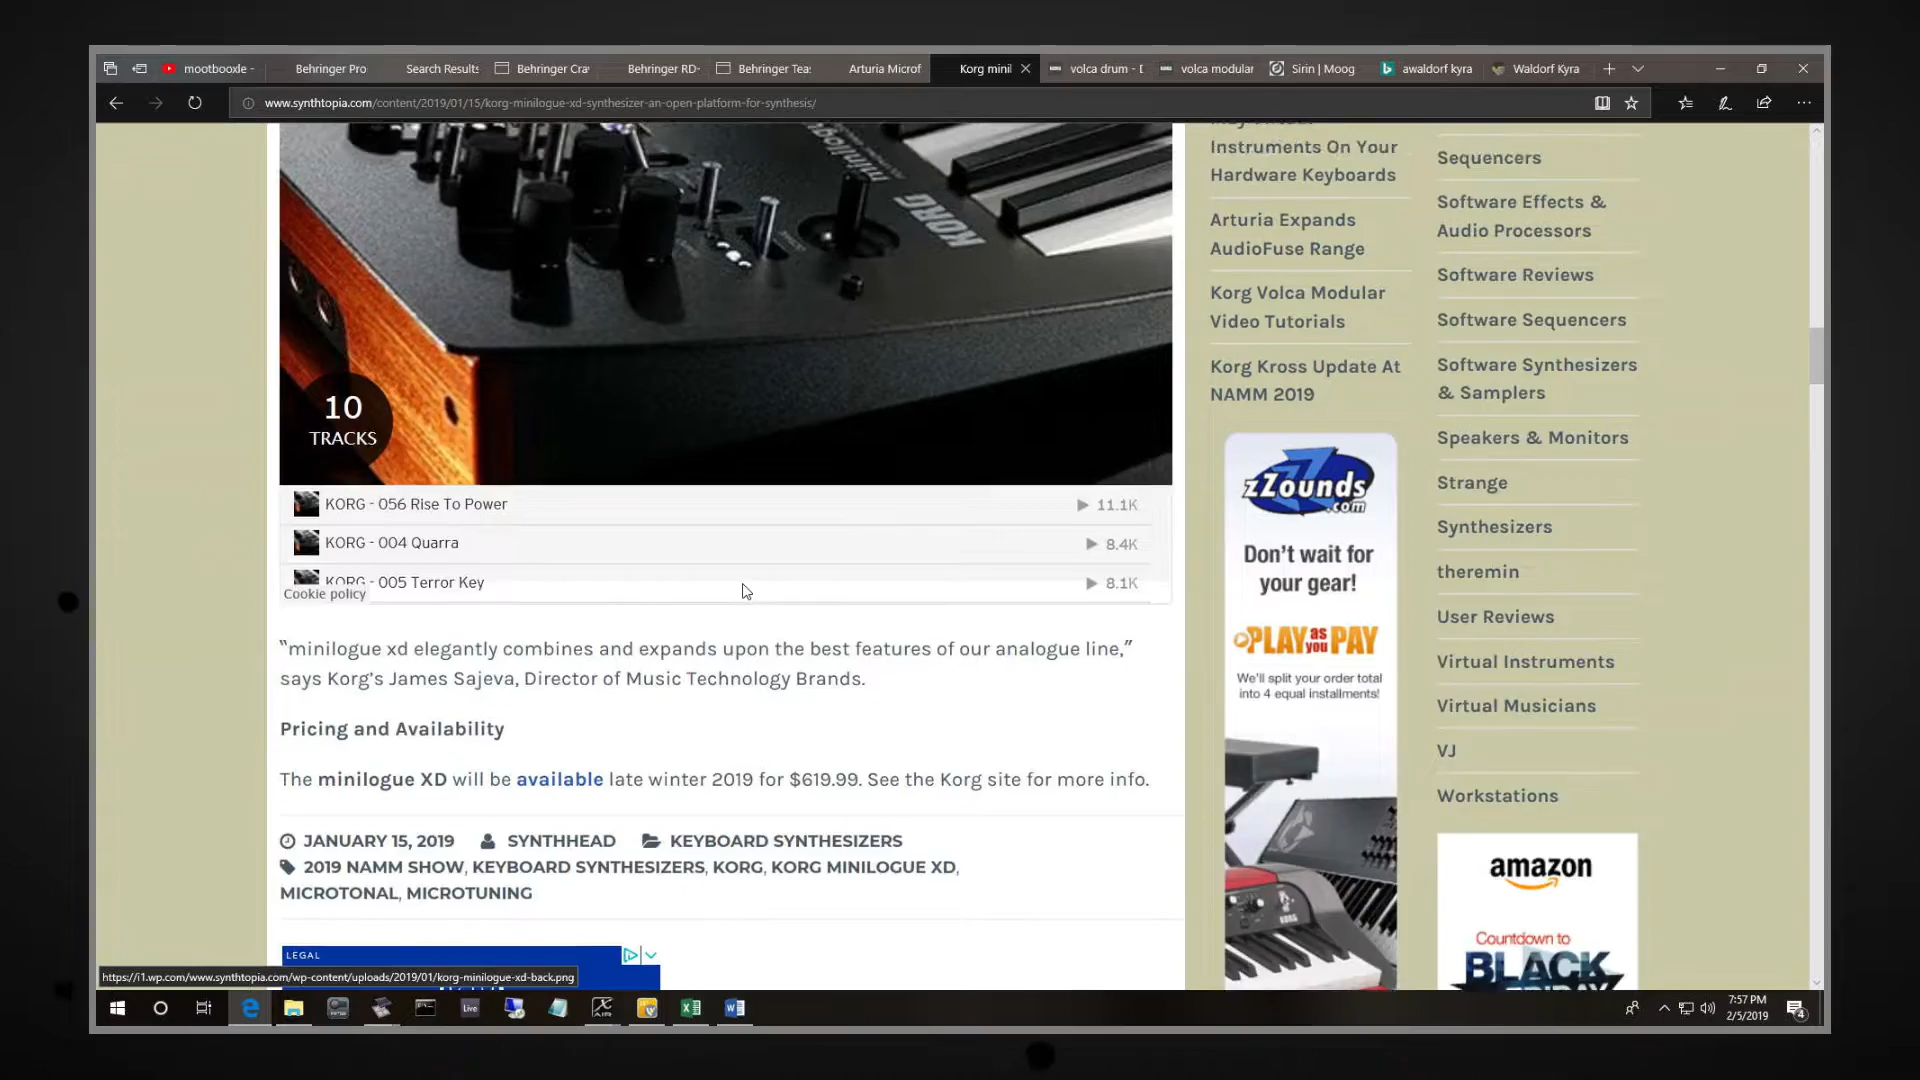 mootbooxle -
Behringer Pro
Search Results
Behringer Cra
Behringer RD-
Behringer Teas
Arturia Microf
Korg mini
volca drum - D
volca modular
Sirin | Moog
awaldorf kyra
Waldorf Kyra
www.synthtopia.com/content/2019/01/15/korg-minilogue-xd-synthesizer-an-open-platform-for-synthesis/
minilogue
KORG
10
TRACKS
KORG - 056 Rise To Power 11.1K
KORG - 004 Quarra 8.4K
KORG - 005 Terror Key 8.1K
Cookie policy
“minilogue xd elegantly combines and expands upon the best features of our analogue line,”
says Korg’s James Sajeva, Director of Music Technology Brands.
Pricing and Availability
The minilogue XD will be available late winter 2019 for $619.99. See the Korg site for more info.
JANUARY 15, 2019 SYNTHHEAD KEYBOARD SYNTHESIZERS
2019 NAMM SHOW, KEYBOARD SYNTHESIZERS, KORG, KORG MINILOGUE XD,
MICROTONAL, MICROTUNING
LEGAL
https://i1.wp.com/www.synthtopia.com/wp-content/uploads/2019/01/korg-minilogue-xd-back.png
Instruments On Your
Hardware Keyboards
Arturia Expands
AudioFuse Range
Korg Volca Modular
Video Tutorials
Korg Kross Update At
NAMM 2019
zZounds
.com
Don’t wait for
your gear!
PLAY as you PAY
We’ll split your order total
into 4 equal installments!
Sequencers
Software Effects &
Audio Processors
Software Reviews
Software Sequencers
Software Synthesizers
& Samplers
Speakers & Monitors
Strange
Synthesizers
theremin
User Reviews
Virtual Instruments
Virtual Musicians
VJ
Workstations
amazon
Countdown to
BLACK
Live
7:57 PM
2/5/2019
4